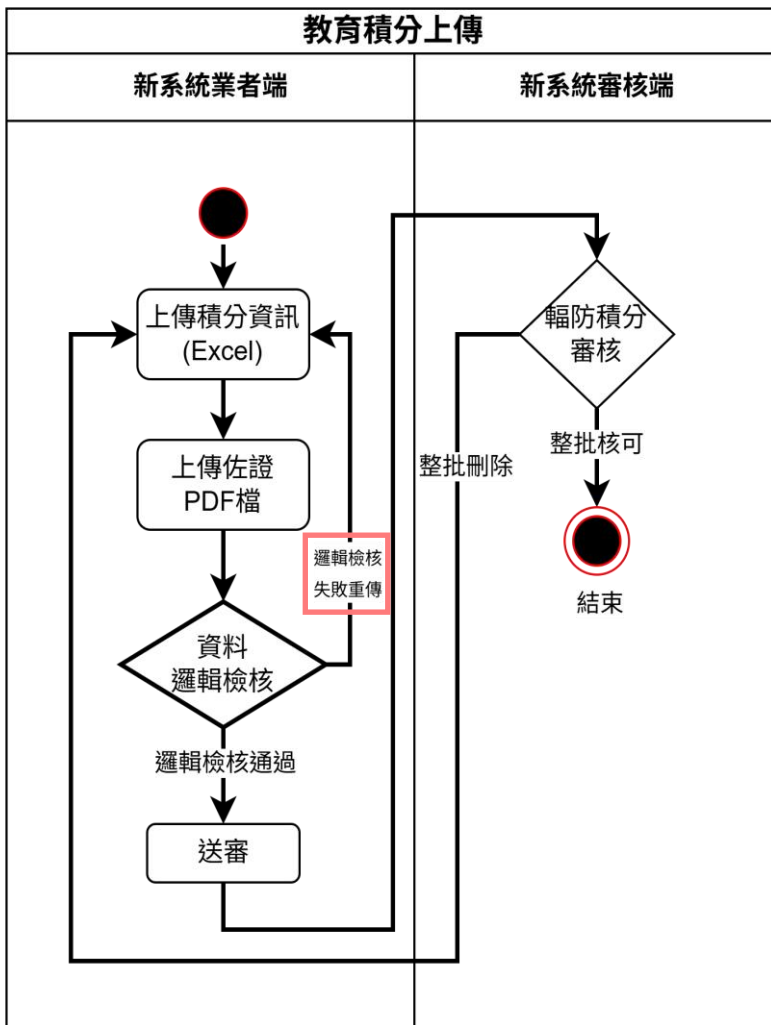 教育積分上傳
新系統業者端
新系統審核端
上傳積分資訊
(Excel)
上傳佐證
PDF檔
邏輯檢核
失敗重傳
資料
邏輯檢核
邏輯檢核通過
送審
輻防積分
審核
整批刪除
整批核可
結束